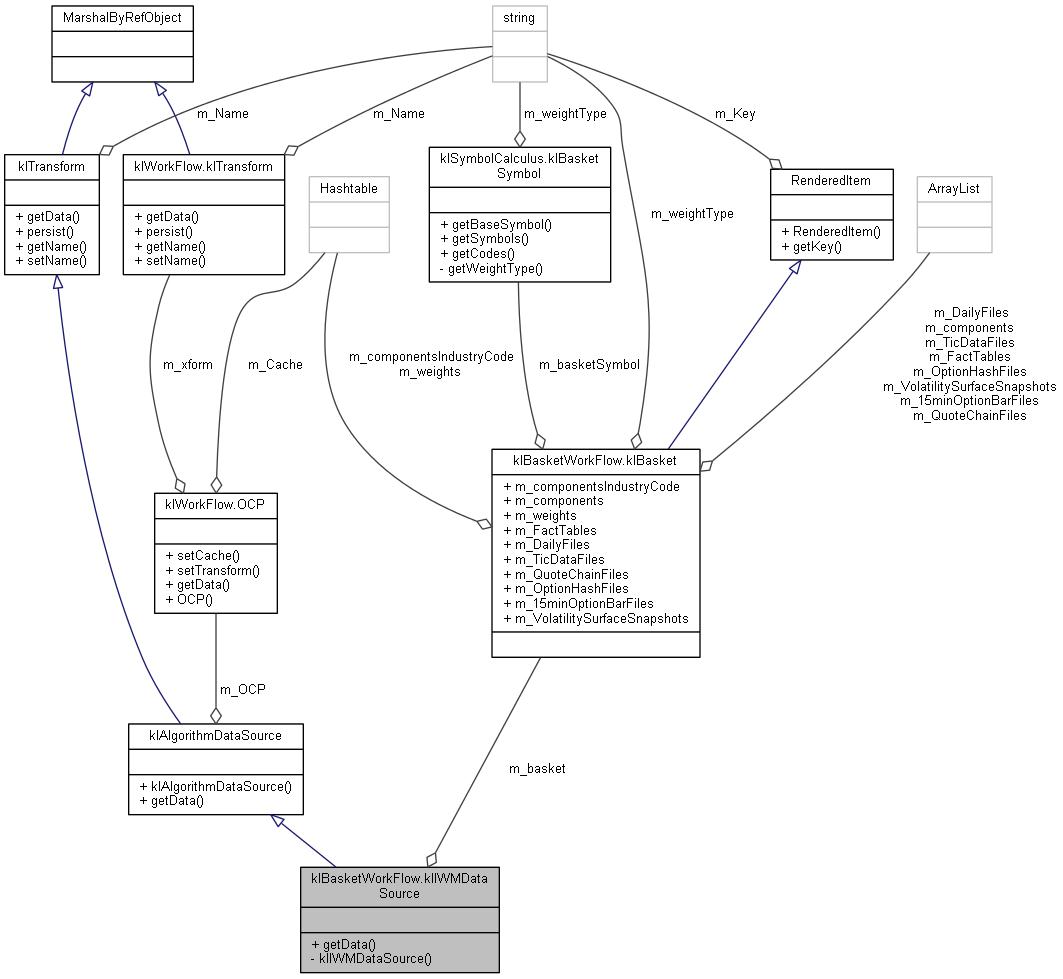 MarshalByRefObject
string
m_Name
m_Name
m_weightType
m_Key
klTransform
+ getData()
+ persist()
+ getName()
+ setName()
klWorkFlow.klTransform
+ getData()
+ persist()
+ getName()
+ setName()
Hashtable
klSymbolCalculus.klBasket
Symbol
+ getBaseSymbol()
+ getSymbols()
+ getCodes()
- getWeightType()
m_weightType
RenderedItem
+ RenderedItem()
+ getKey()
ArrayList
m_xform
m_Cache
m_componentsIndustryCode
m_weights
m_basketSymbol
m_DailyFiles
m_components
m_TicDataFiles
m_FactTables
m_OptionHashFiles
m_VolatilitySurfaceSnapshots
m_15minOptionBarFiles
m_QuoteChainFiles
klWorkFlow.OCP
+ setCache()
+ setTransform()
+ getData()
+ OCP()
klBasketWorkFlow.klBasket
+ m_componentsIndustryCode
+ m_components
+ m_weights
+ m_FactTables
+ m_DailyFiles
+ m_TicDataFiles
+ m_QuoteChainFiles
+ m_OptionHashFiles
+ m_15minOptionBarFiles
+ m_VolatilitySurfaceSnapshots
m_OCP
klAlgorithmDataSource
+ klAlgorithmDataSource()
+ getData()
m_basket
klBasketWorkFlow.klIWMData
Source
+ getData()
- klIWMDataSource()